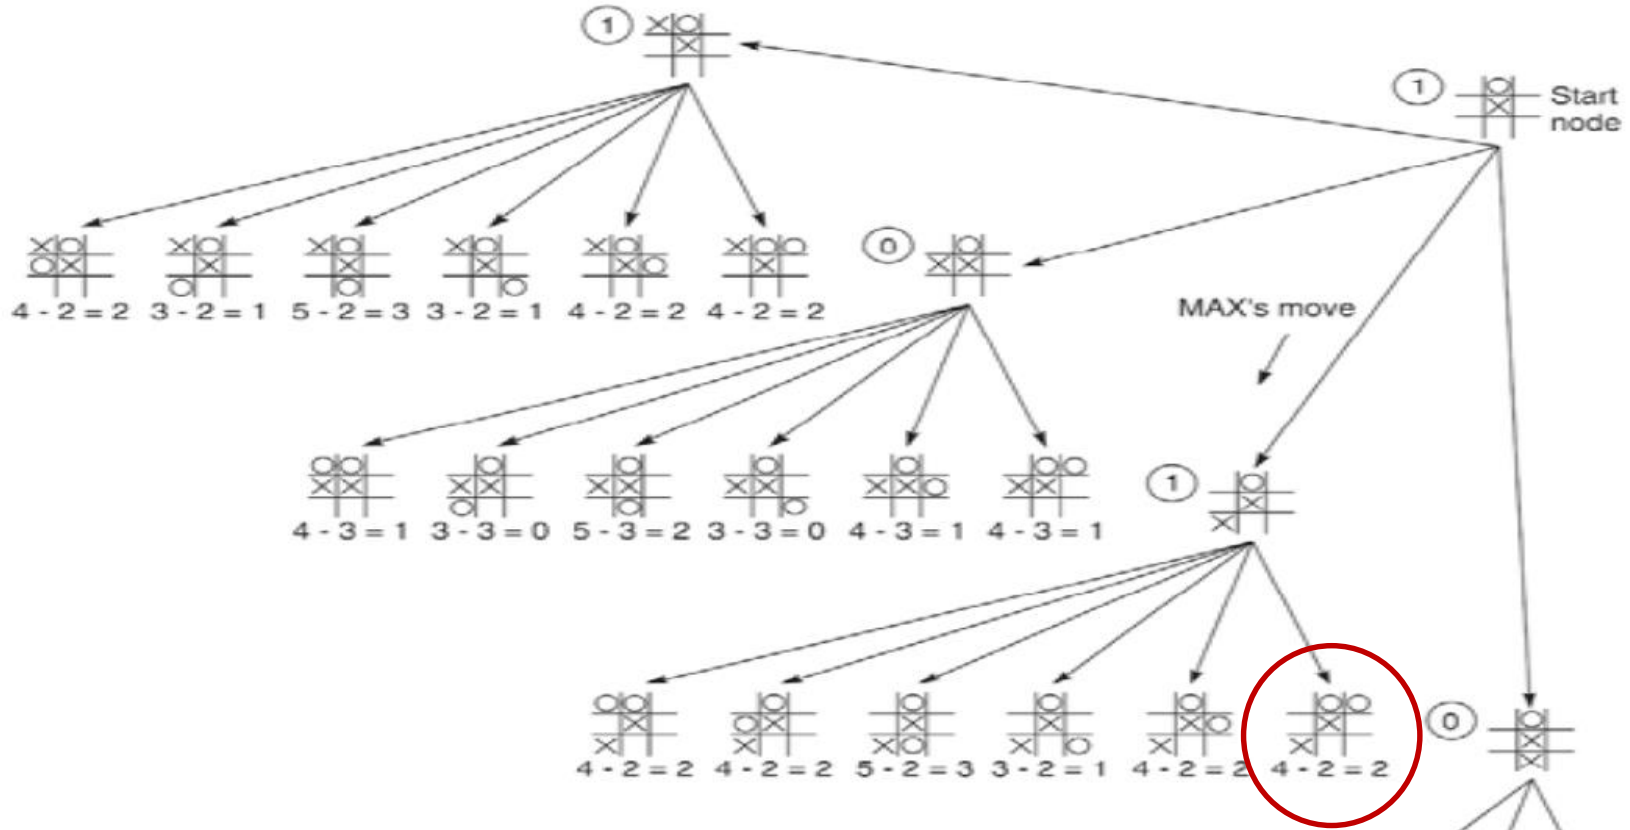 1
X O
X
1
O
X
Start
node
X O
O X
X O
X
O
X O
X
O
X O
X
O
X O
X O
X O O
X
0
O
X X
4 - 2 = 2 3 - 2 = 1 5 - 2 = 3 3 - 2 = 1 4 - 2 = 2 4 - 2 = 2
MAX's move
O O
X X
O
X X
O
O
X X
O
O
X X
O
O
X X O
O O
X X
4 - 3 = 1 3 - 3 = 0 5 - 3 = 2 3 - 3 = 0 4 - 3 = 1 4 - 3 = 1
1
O
X
X
O O
X
X
O
O X
X
O
X
X O
O
X
X O
O
X O
X
O O
X
X
0
O
X
X
4 - 2 = 2 4 - 2 = 2 5 - 2 = 3 3 - 2 = 1 4 - 2 = 2 4 - 2 = 2